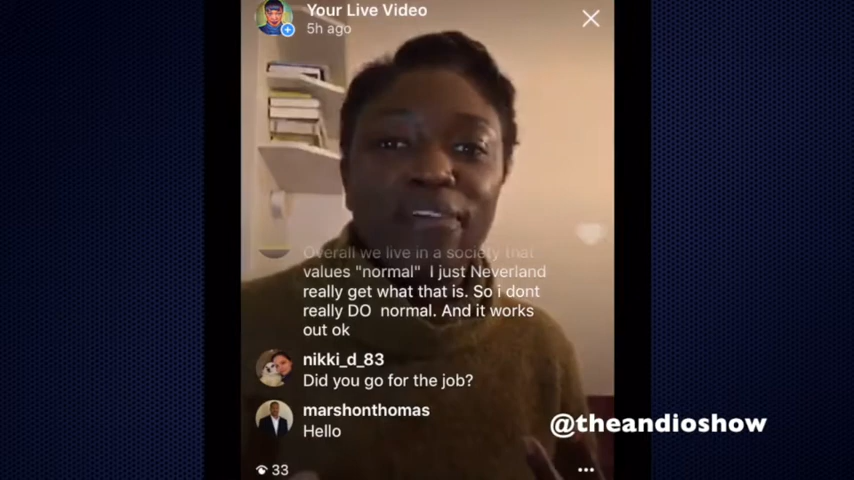 Your Live Video
5h ago
Overall we live in a society that
values "normal" I just Neverland
really get what that is. So i dont
really DO normal. And it works
out ok
nikki_d_83
Did you go for the job?
marshonthomas
Hello
@theandioshow
33